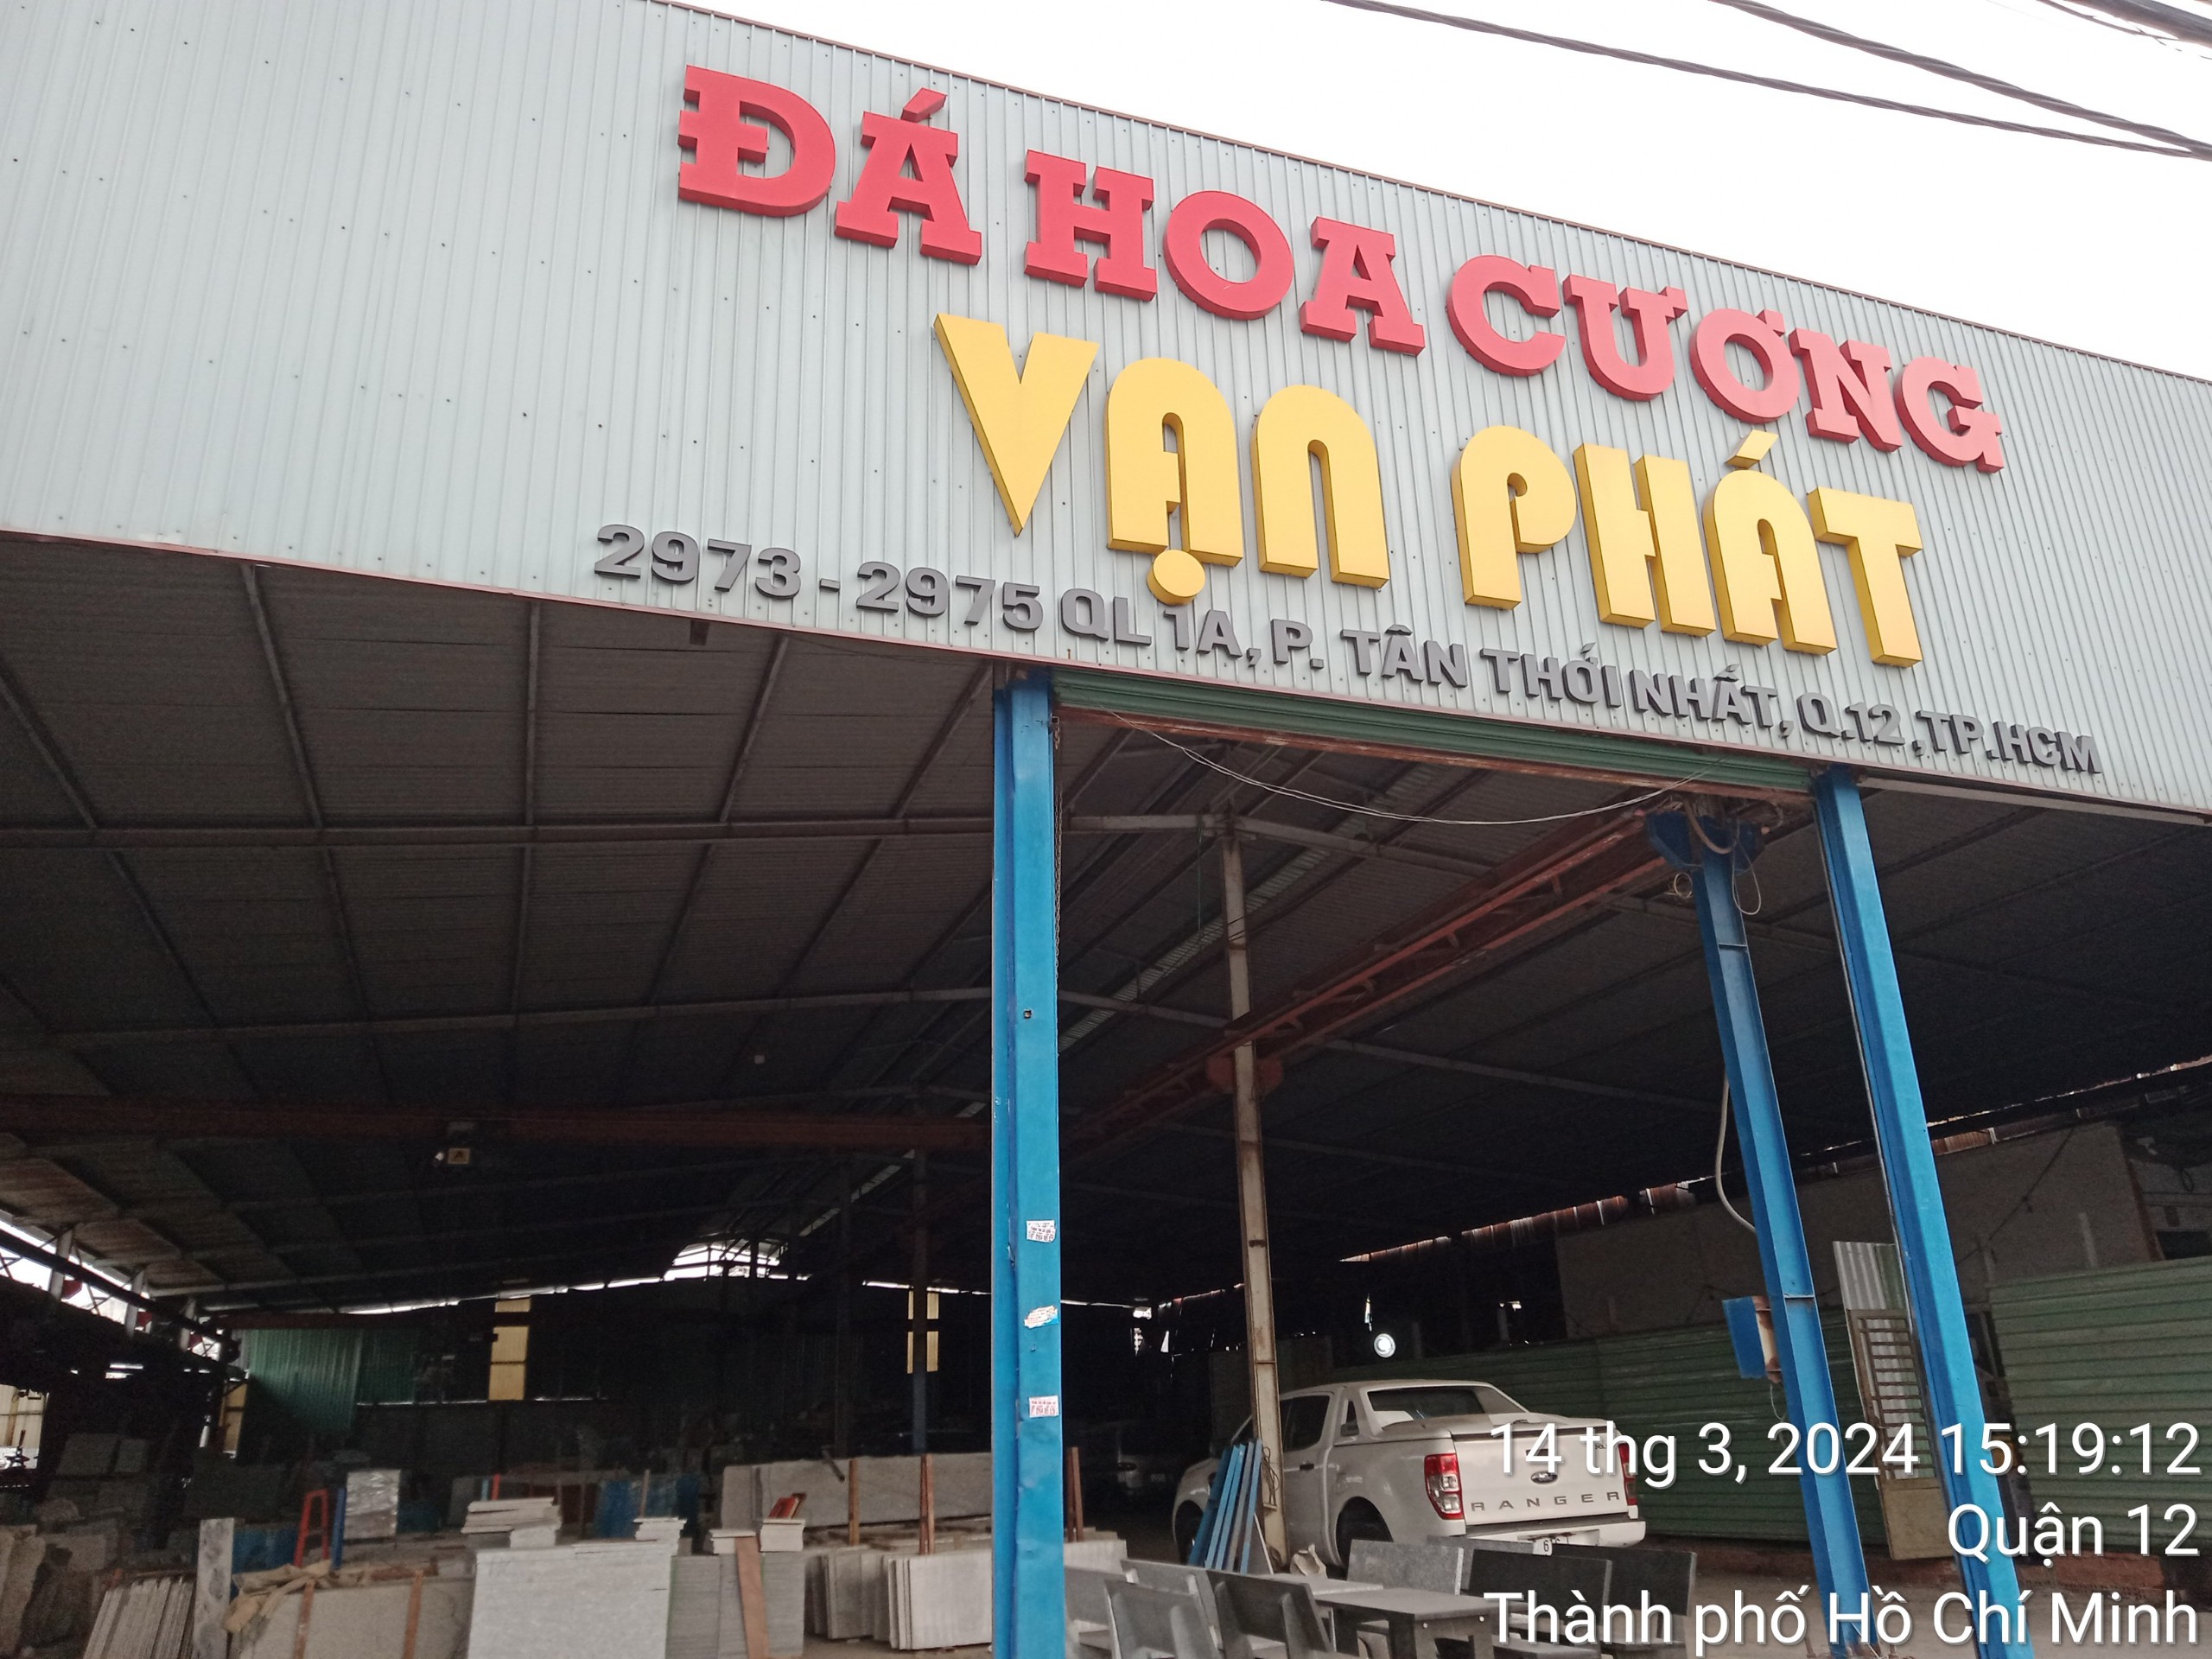 ĐÁ HOA CƯƠNG
VẠN PHÁT
2973 - 2975 QL 1A, P. TÂN THỚI NHẤT, Q.12 ,TP.HCM
RANGER
14 thg 3, 2024 15:19:12
Quận 12
Thành phố Hồ Chí Minh